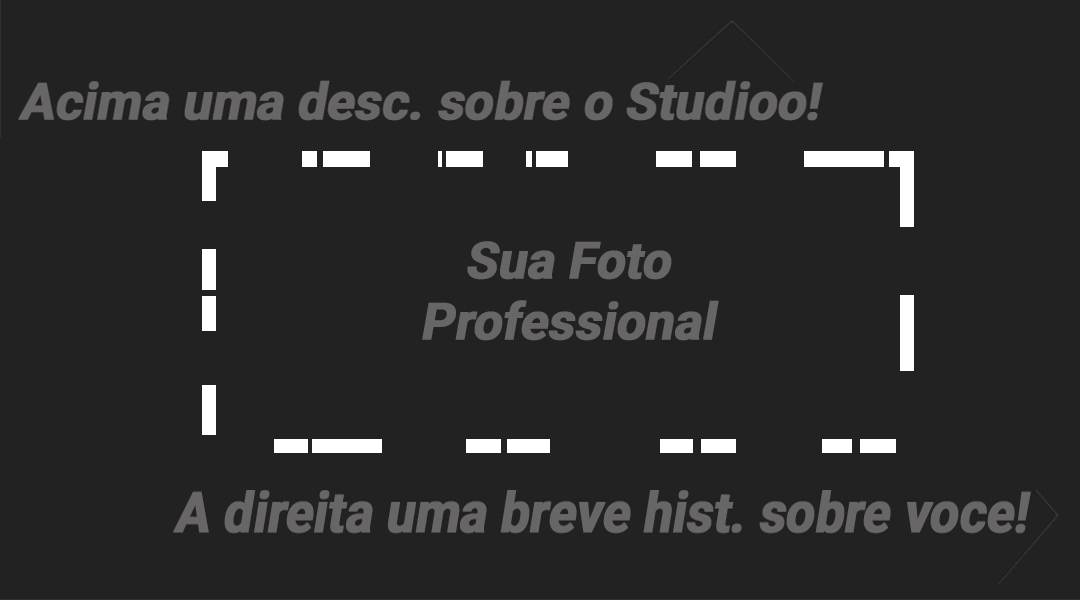 Acima uma desc. sobre o Studioo!
Sua Foto
Professional
A direita uma breve hist. sobre voce!